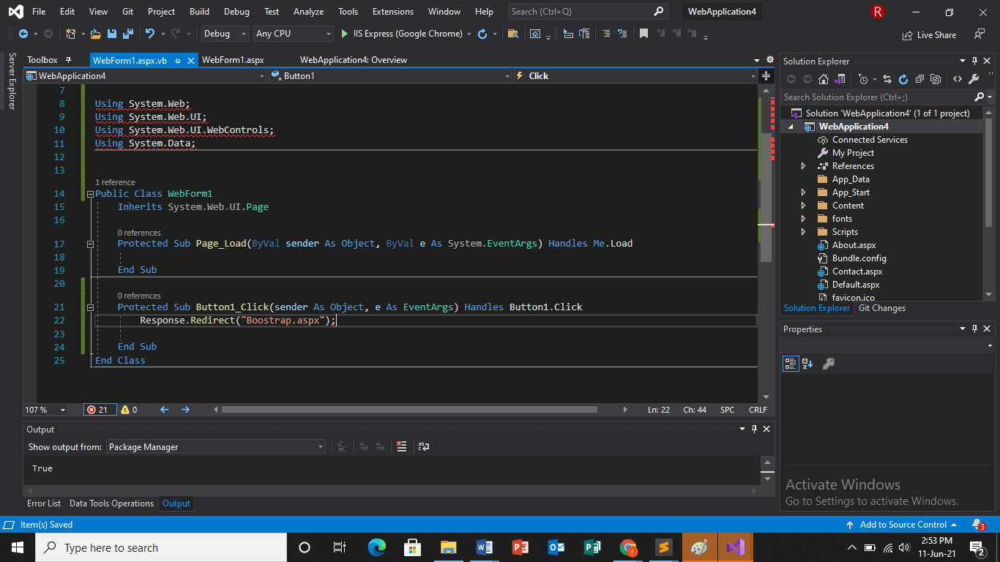 File Edit View Git Project Build Debug Test Analyze Tools Extensions Window Help Search (Ctrl+Q) WebApplication4 R
Debug Any CPU IIS Express (Google Chrome) Live Share
Server Explorer
Toolbox WebForm1.aspx.vb WebForm1.aspx WebApplication4: Overview
WebApplication4 Button1 Click
7
8 Using System.Web;
9 Using System.Web.UI;
10 Using System.Web.UI.WebControls;
11 Using System.Data;
12
13
1 reference
14 Public Class WebForm1
15 Inherits System.Web.UI.Page
16
0 references
17 Protected Sub Page_Load(ByVal sender As Object, ByVal e As System.EventArgs) Handles Me.Load
18
19 End Sub
20
0 references
21 Protected Sub Button1_Click(sender As Object, e As EventArgs) Handles Button1.Click
22 Response.Redirect("Boostrap.aspx");
23
24 End Sub
25 End Class
107 % 21 0 Ln: 22 Ch: 44 SPC CRLF
Output
Show output from: Package Manager
True
Error List Data Tools Operations Output
Solution Explorer
Search Solution Explorer (Ctrl+;)
Solution 'WebApplication4' (1 of 1 project)
WebApplication4
Connected Services
My Project
References
App_Data
App_Start
Content
fonts
Scripts
About.aspx
Bundle.config
Contact.aspx
Default.aspx
favicon.ico
Solution Explorer Git Changes
Properties
Activate Windows
Go to Settings to activate Windows.
Item(s) Saved Add to Source Control 3
Type here to search 2:53 PM
11-Jun-21 2